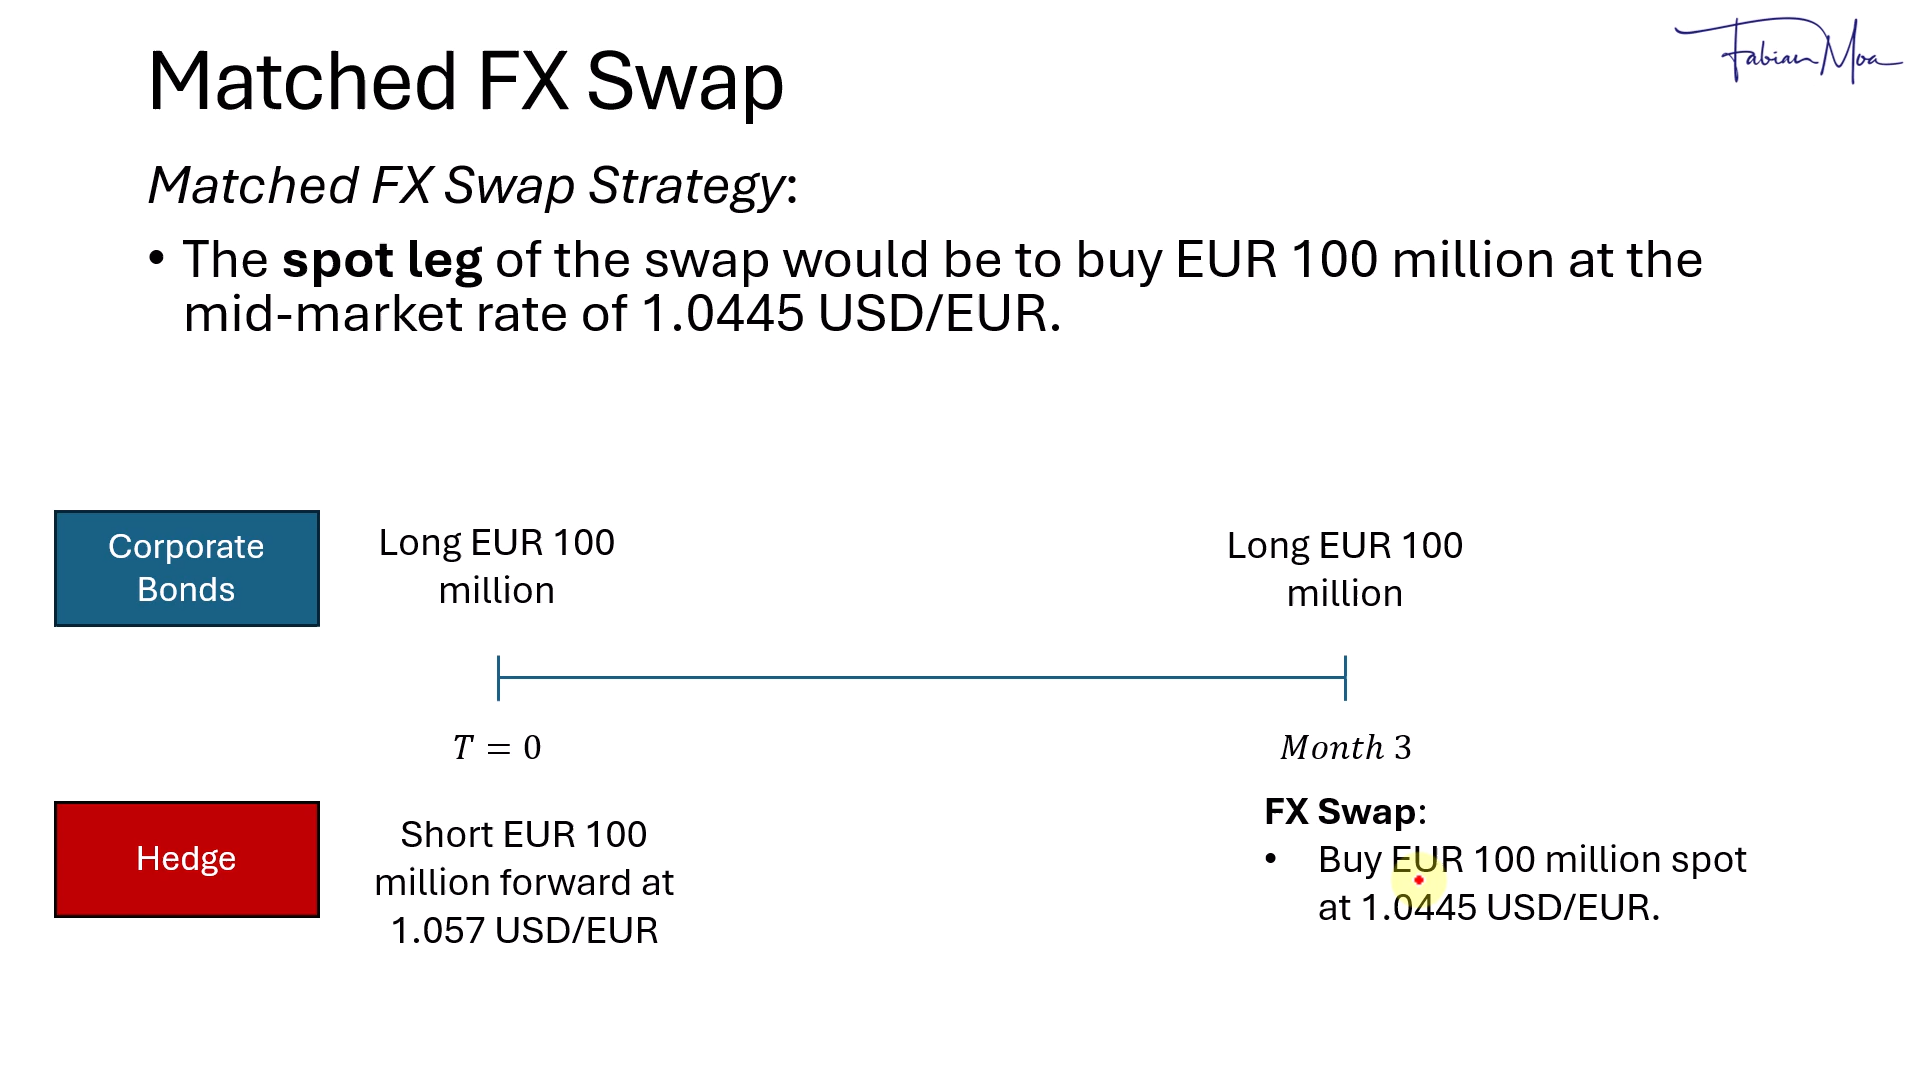 Fabian Moa
Matched FX Swap
Matched FX Swap Strategy:
• The spot leg of the swap would be to buy EUR 100 million at the
mid-market rate of 1.0445 USD/EUR.
Corporate
Bonds
Long EUR 100
million
Long EUR 100
million
T = 0
Month 3
Hedge
Short EUR 100
million forward at
1.057 USD/EUR
FX Swap:
• Buy EUR 100 million spot
at 1.0445 USD/EUR.